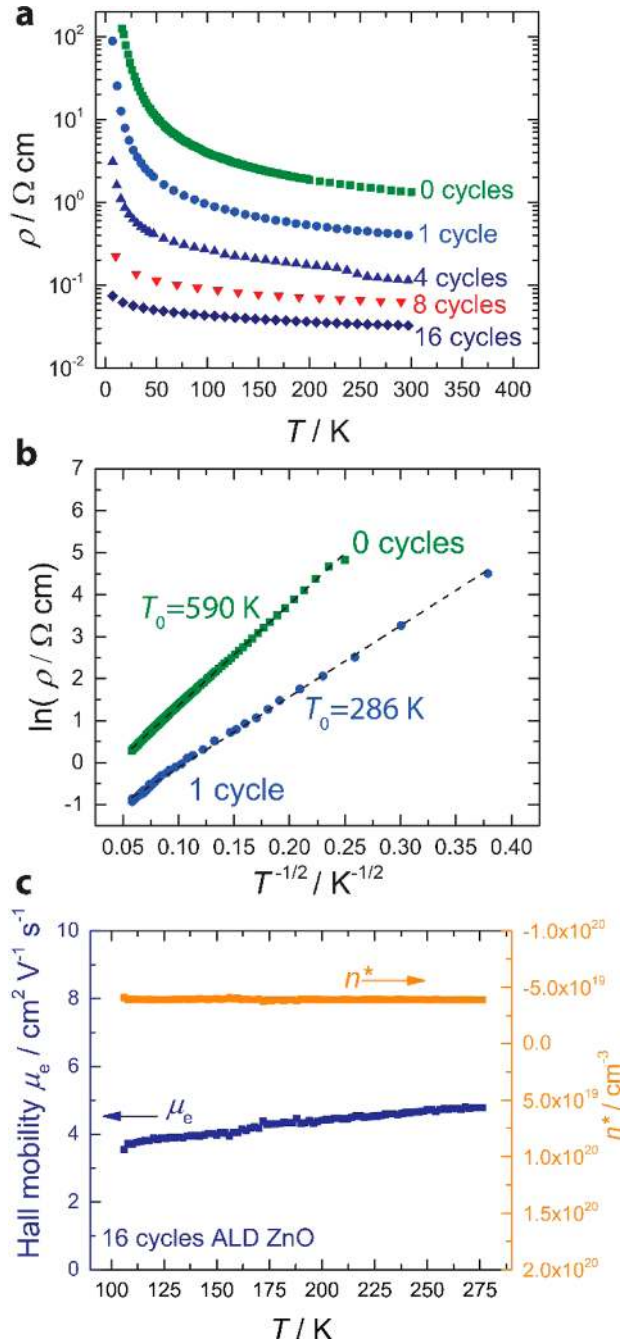 a
10²
10¹
10⁰
10⁻¹
10⁻²
ρ / Ω cm
0 cycles
1 cycle
4 cycles
8 cycles
16 cycles
0 50 100 150 200 250 300 350 400
T / K
b
7
6
5
4
3
2
1
0
-1
ln( ρ / Ω cm)
0 cycles
T₀=590 K
T₀=286 K
1 cycle
0.05 0.10 0.15 0.20 0.25 0.30 0.35 0.40
T⁻¹/² / K⁻¹/²
c
10
8
6
4
2
0
Hall mobility μₑ / cm² V⁻¹ s⁻¹
n*
μₑ
16 cycles ALD ZnO
-1.0x10²⁰
-5.0x10¹⁹
0.0
5.0x10¹⁹
1.0x10²⁰
1.5x10²⁰
2.0x10²⁰
n* / cm⁻³
100 125 150 175 200 225 250 275
T / K